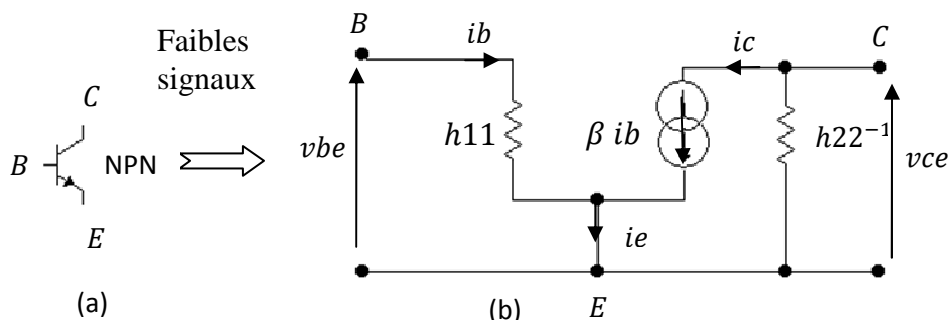 Faibles
signaux
C
B
NPN
E
(a)
B
ib
ic
C
vbe
h11
β ib
h22⁻¹
vce
ie
(b)
E